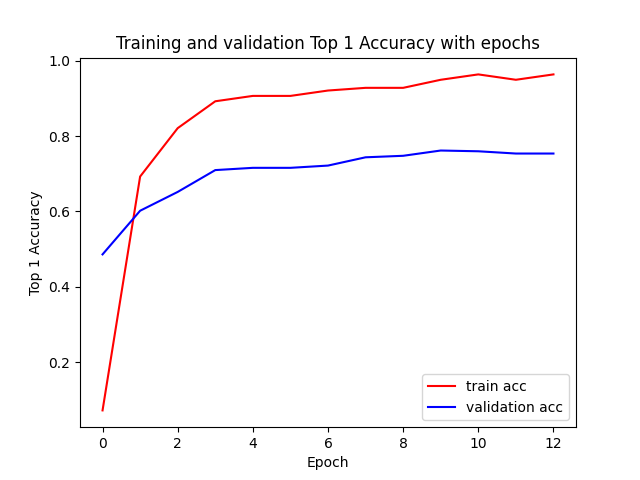 Training and validation Top 1 Accuracy with epochs
1.0
0.8
0.6
0.4
0.2
Top 1 Accuracy
train acc
validation acc
0 2 4 6 8 10 12
Epoch